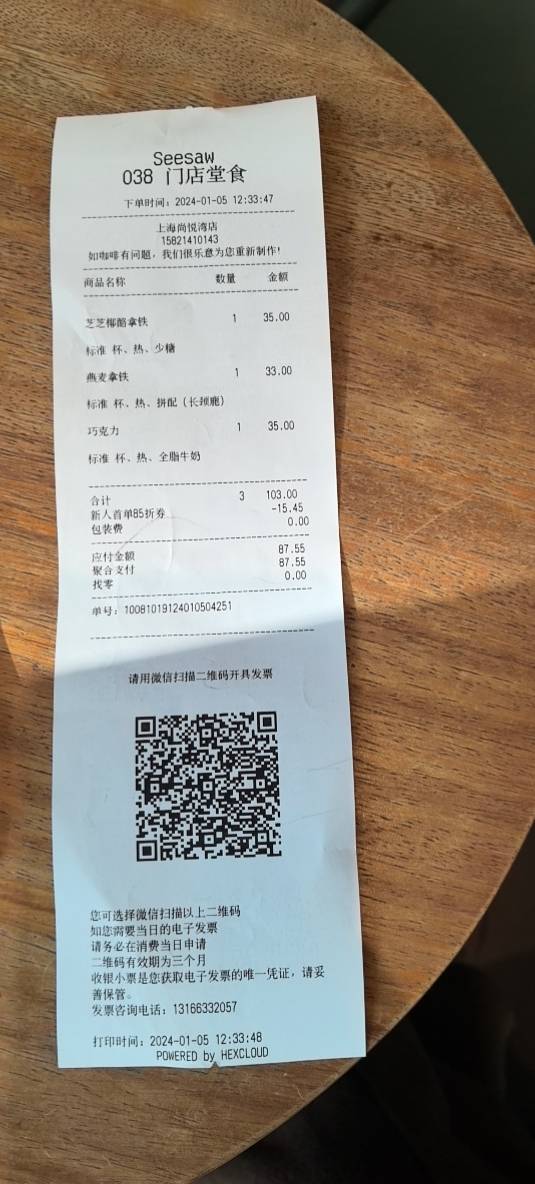 Seesaw
038 门店堂食
下单时间：2024-01-05 12:33:47
上海尚悦湾店
15821410143
如咖啡有问题，我们很乐意为您重新制作！
商品名称 数量 金额
芝芝椰酪拿铁 1 35.00
标准 杯、热、少糖
燕麦拿铁 1 33.00
标准 杯、热、拼配（长颈鹿）
巧克力 1 35.00
标准 杯、热、全脂牛奶
合计 3 103.00
新人首单85折券 -15.45
包装费 0.00
应付金额 87.55
聚合支付 87.55
找零 0.00
单号：10081019124010504251
请用微信扫描二维码开具发票
您可选择微信扫描以上二维码
如您需要当日的电子发票
请务必在消费当日申请
二维码有效期为三个月
收银小票是您获取电子发票的唯一凭证，请妥
善保管。
发票咨询电话：13166332057
打印时间：2024-01-05 12:33:48
POWERED by HEXCLOUD